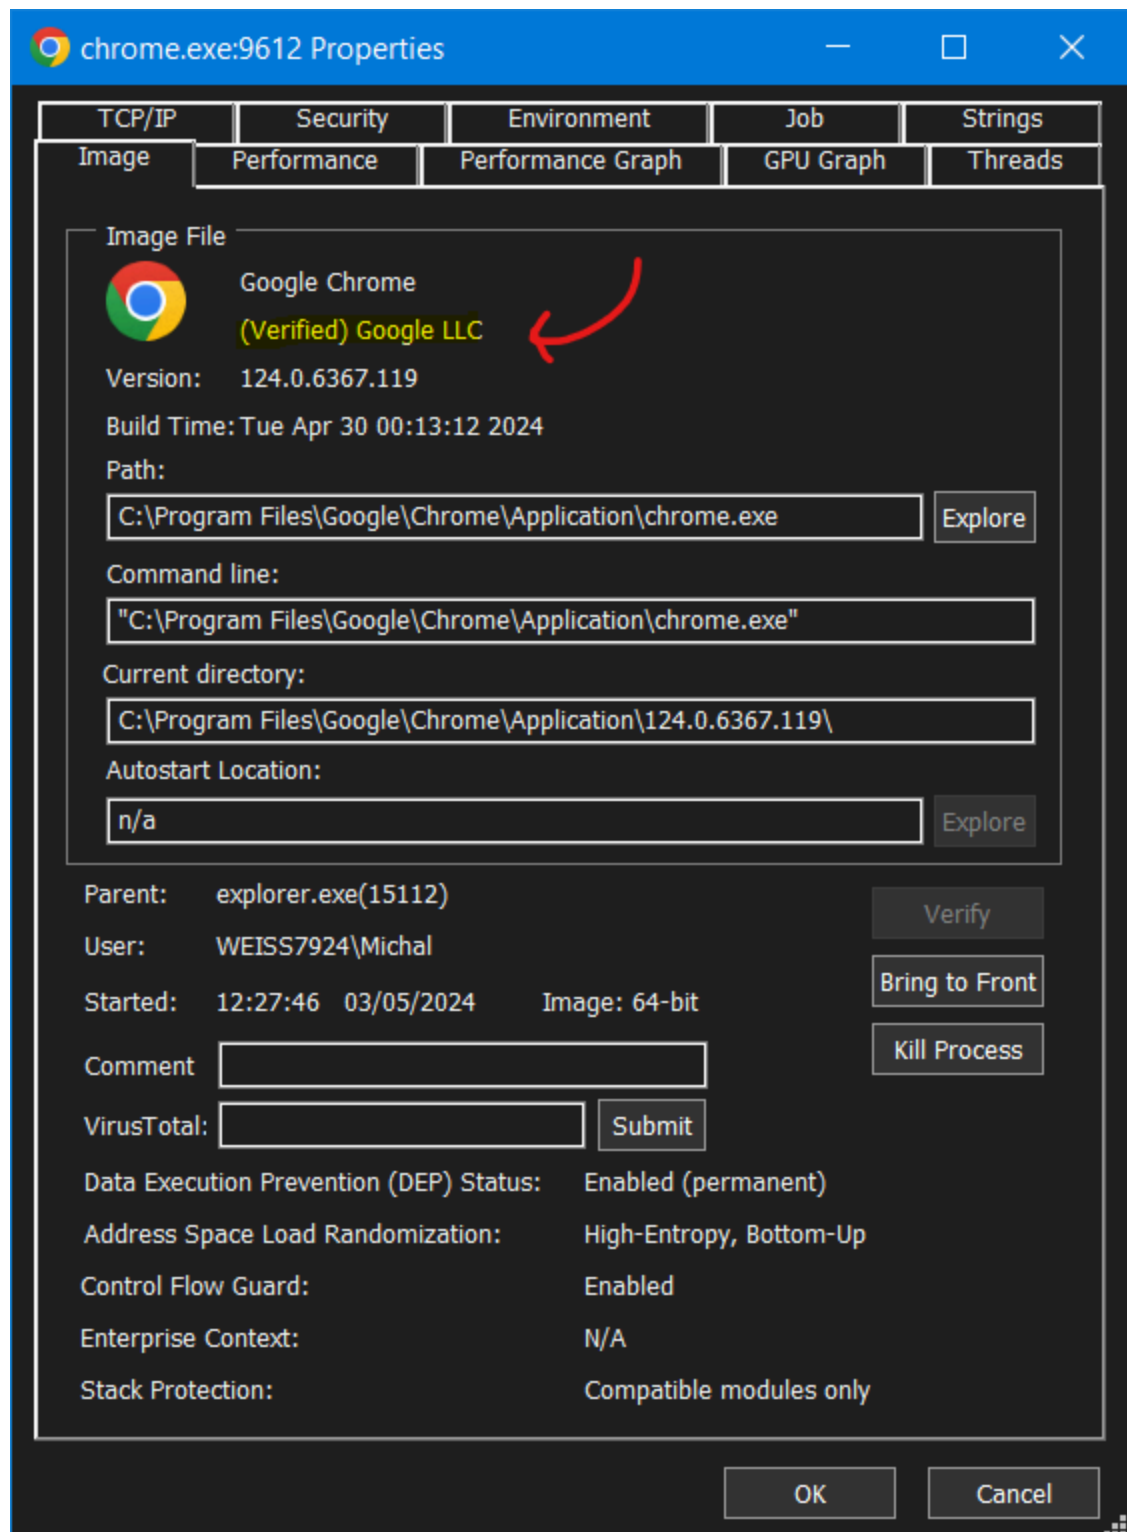 chrome.exe:9612 Properties
TCP/IP Security Environment Job Strings
Image Performance Performance Graph GPU Graph Threads
Image File
Google Chrome
(Verified) Google LLC
Version: 124.0.6367.119
Build Time: Tue Apr 30 00:13:12 2024
Path:
C:\Program Files\Google\Chrome\Application\chrome.exe Explore
Command line:
"C:\Program Files\Google\Chrome\Application\chrome.exe"
Current directory:
C:\Program Files\Google\Chrome\Application\124.0.6367.119\
Autostart Location:
n/a Explore
Parent: explorer.exe(15112)
Verify
User: WEISS7924\Michal
Bring to Front
Started: 12:27:46 03/05/2024 Image: 64-bit
Kill Process
Comment
VirusTotal: Submit
Data Execution Prevention (DEP) Status: Enabled (permanent)
Address Space Load Randomization: High-Entropy, Bottom-Up
Control Flow Guard: Enabled
Enterprise Context: N/A
Stack Protection: Compatible modules only
OK Cancel